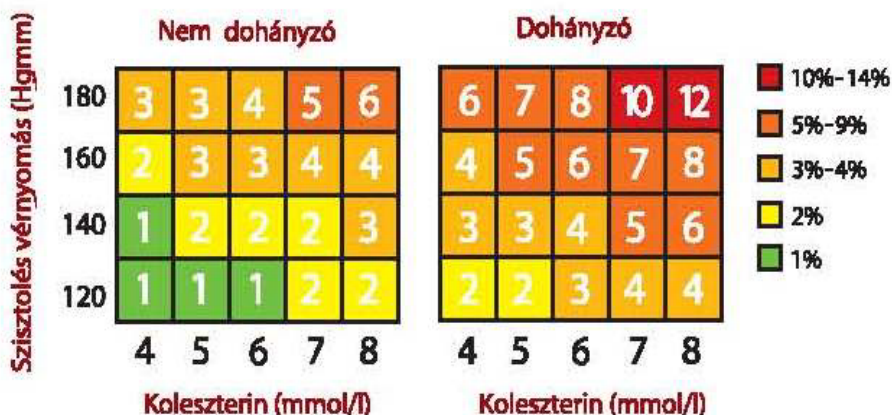 Nem dohányzó
Dohányzó
Szisztolés vérnyomás (Hgmm)
180 3 3 4 5 6 6 7 8 10 12
160 2 3 3 4 4 4 5 6 7 8
140 1 2 2 2 3 3 3 4 5 6
120 1 1 1 2 2 2 2 3 4 4
4 5 6 7 8 4 5 6 7 8
Koleszterin (mmol/l) Koleszterin (mmol/l)
10%-14%
5%-9%
3%-4%
2%
1%